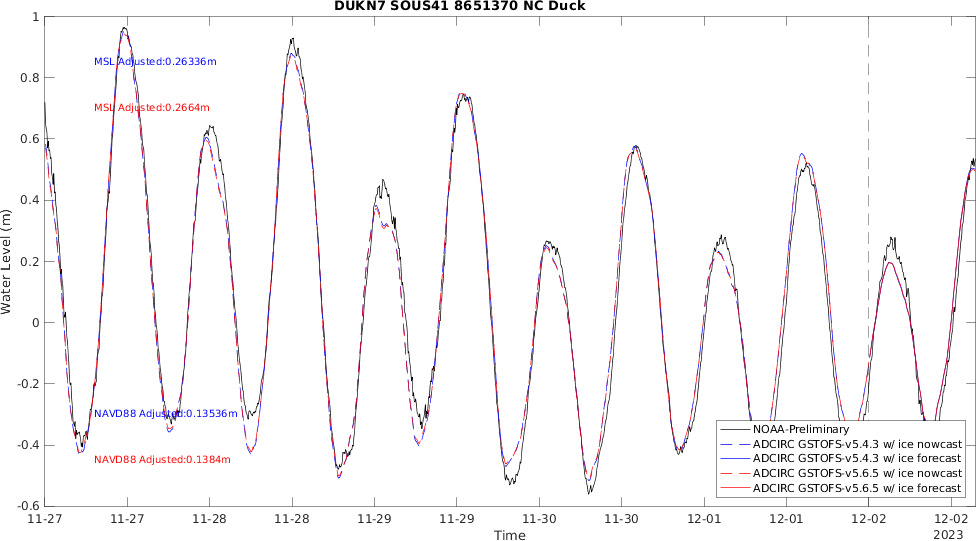 DUKN7 SOUS41 8651370 NC Duck
Water Level (m)
1
0.8
0.6
0.4
0.2
0
-0.2
-0.4
-0.6
MSL Adjusted:0.26336m
MSL Adjusted:0.2664m
NAVD88 Adjusted:0.13536m
NAVD88 Adjusted:0.1384m
NOAA-Preliminary
ADCIRC GSTOFS-v5.4.3 w/ ice nowcast
ADCIRC GSTOFS-v5.4.3 w/ ice forecast
ADCIRC GSTOFS-v5.6.5 w/ ice nowcast
ADCIRC GSTOFS-v5.6.5 w/ ice forecast
11-27 11-27 11-28 11-28 11-29 11-29 11-30 11-30 12-01 12-01 12-02 12-02
Time
2023